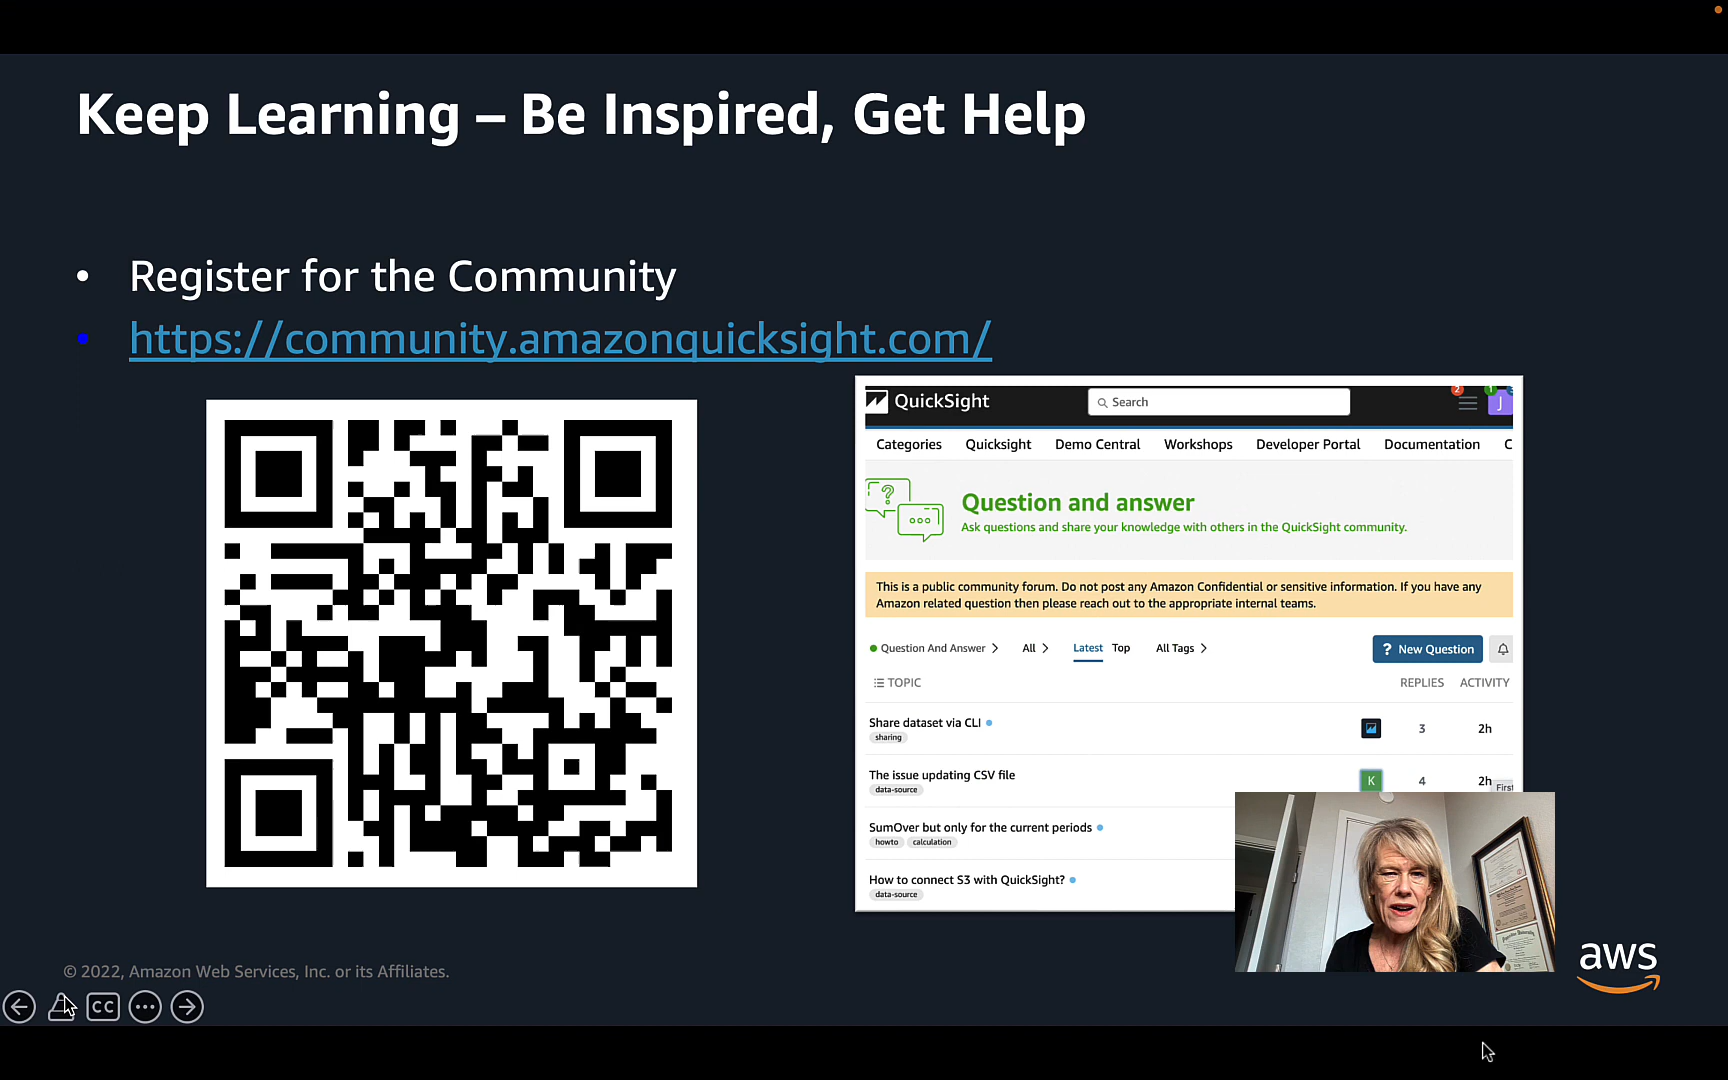 Keep Learning – Be Inspired, Get Help
• Register for the Community
• https://community.amazonquicksight.com/
QuickSight
Search
2
1
J
Categories Quicksight Demo Central Workshops Developer Portal Documentation C
Question and answer
Ask questions and share your knowledge with others in the QuickSight community.
This is a public community forum. Do not post any Amazon Confidential or sensitive information. If you have any
Amazon related question then please reach out to the appropriate internal teams.
Question And Answer All Latest Top All Tags ? New Question
TOPIC REPLIES ACTIVITY
Share dataset via CLI 3 2h
sharing
The issue updating CSV file K 4 2h
data-source
First
SumOver but only for the current periods
howto calculation
How to connect S3 with QuickSight?
data-source
© 2022, Amazon Web Services, Inc. or its Affiliates.
aws
CC